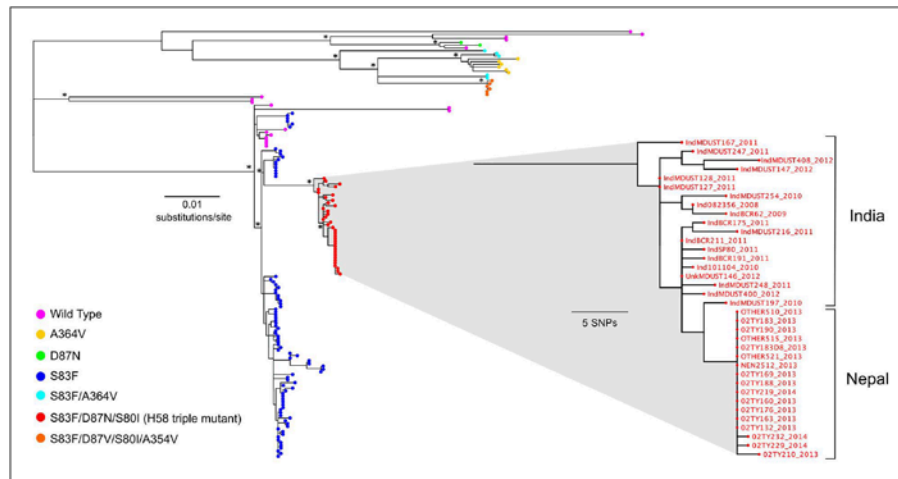 0.01
substitutions/site
Wild Type
A364V
D87N
S83F
S83F/A364V
S83F/D87N/S80I (H58 triple mutant)
S83F/D87V/S80I/A354V
5 SNPs
IndMDUST167_2011
IndMDUST247_2011
IndMDUST408_2012
IndMDUST147_2012
IndMDUST128_2011
IndMDUST127_2011
IndMDUST254_2010
Ind082356_2008
IndBCR62_2009
IndBCR175_2011
IndMDUST216_2011
IndBCR211_2011
IndSP80_2011
IndBCR191_2011
Ind101104_2010
UnkMDUST146_2012
IndMDUST248_2011
IndMDUST400_2012
IndMDUST197_2010
OTHER510_2013
02TY183_2013
02TY190_2013
OTHER515_2013
02TY183D8_2013
OTHER521_2013
NEN2512_2013
02TY169_2013
02TY188_2013
02TY219_2014
02TY160_2013
02TY176_2013
02TY163_2013
02TY132_2013
02TY232_2014
02TY229_2014
02TY210_2013
India
Nepal